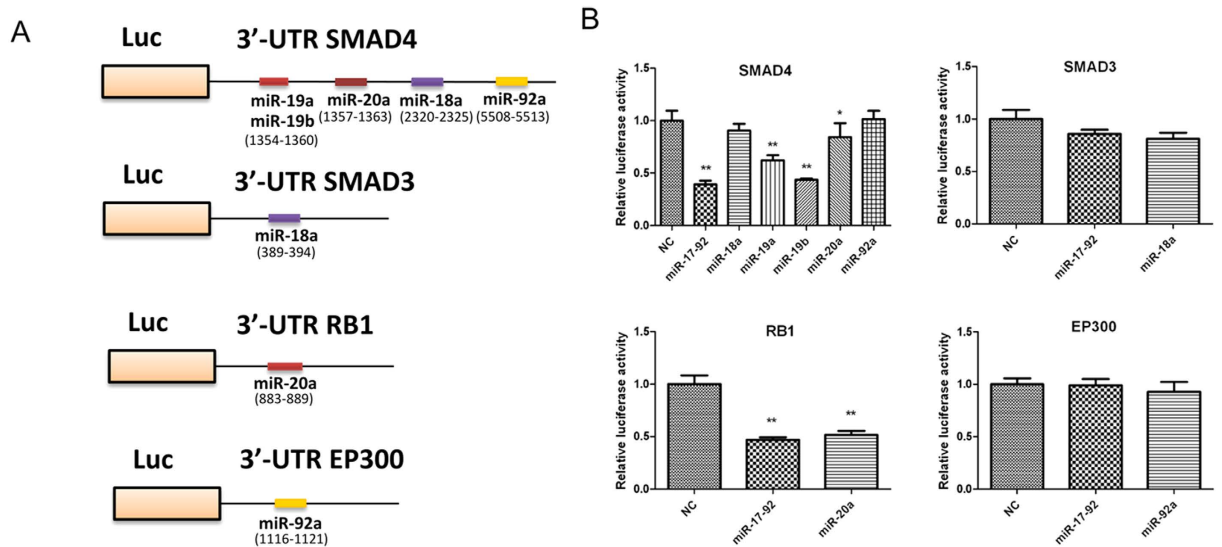 A
Luc 3’-UTR SMAD4
miR-19a miR-20a miR-18a miR-92a
miR-19b (1357-1363) (2320-2325) (5508-5513)
(1354-1360)
Luc 3’-UTR SMAD3
miR-18a
(389-394)
Luc 3’-UTR RB1
miR-20a
(883-889)
Luc 3’-UTR EP300
miR-92a
(1116-1121)
B
SMAD4
Relative luciferase activity
1.5
1.0
0.5
0.0
** ** ** *
NC miR-17-92 miR-18a miR-19a miR-19b miR-20a miR-92a
SMAD3
Relative luciferase activity
1.5
1.0
0.5
0.0
NC miR-17-92 miR-18a
RB1
Relative luciferase activity
1.5
1.0
0.5
0.0
** **
NC miR-17-92 miR-20a
EP300
Relative luciferase activity
1.5
1.0
0.5
0.0
NC miR-17-92 miR-92a